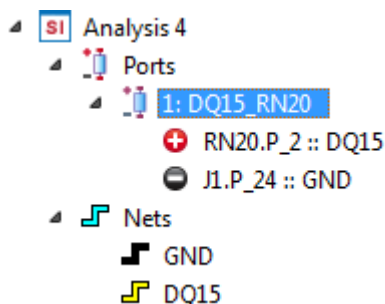 SI Analysis 4
Ports
1: DQ15_RN20
RN20.P_2 :: DQ15
J1.P_24 :: GND
Nets
GND
DQ15